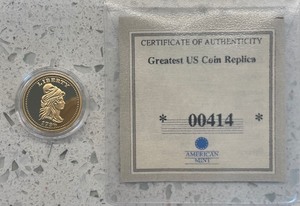 LIBERTY
CERTIFICATE OF AUTHENTICITY
Greatest US Coin Replica
* 00414 *
AMERICAN
MINT